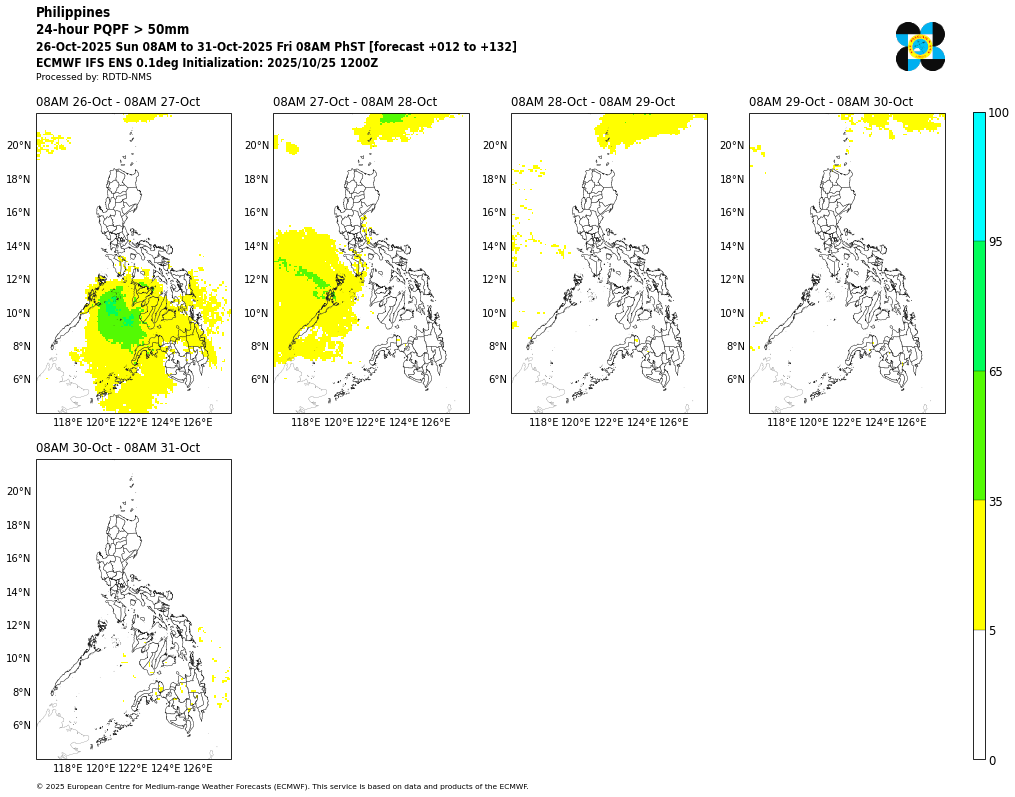 Philippines
24-hour PQPF > 50mm
26-Oct-2025 Sun 08AM to 31-Oct-2025 Fri 08AM PhST [forecast +012 to +132]
ECMWF IFS ENS 0.1deg Initialization: 2025/10/25 1200Z
Processed by: RDTD-NMS
08AM 26-Oct - 08AM 27-Oct
08AM 27-Oct - 08AM 28-Oct
08AM 28-Oct - 08AM 29-Oct
08AM 29-Oct - 08AM 30-Oct
20°N 20°N 20°N 20°N
18°N 18°N 18°N 18°N
16°N 16°N 16°N 16°N
14°N 14°N 14°N 14°N
12°N 12°N 12°N 12°N
10°N 10°N 10°N 10°N
8°N 8°N 8°N 8°N
6°N 6°N 6°N 6°N
118°E 120°E 122°E 124°E 126°E 118°E 120°E 122°E 124°E 126°E 118°E 120°E 122°E 124°E 126°E 118°E 120°E 122°E 124°E 126°E
08AM 30-Oct - 08AM 31-Oct
20°N
18°N
16°N
14°N
12°N
10°N
8°N
6°N
118°E 120°E 122°E 124°E 126°E
100
95
65
35
5
0
© 2025 European Centre for Medium-range Weather Forecasts (ECMWF). This service is based on data and products of the ECMWF.